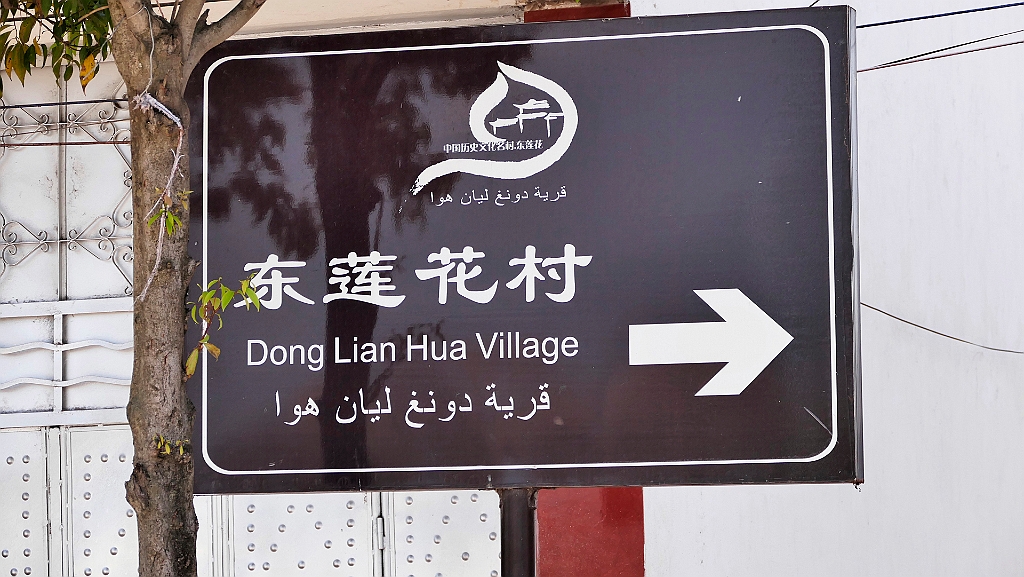 中国历史文化名村.东莲花
قرية دونغ ليان هوا
东莲花村
Dong Lian Hua Village
قرية دونغ ليان هوا